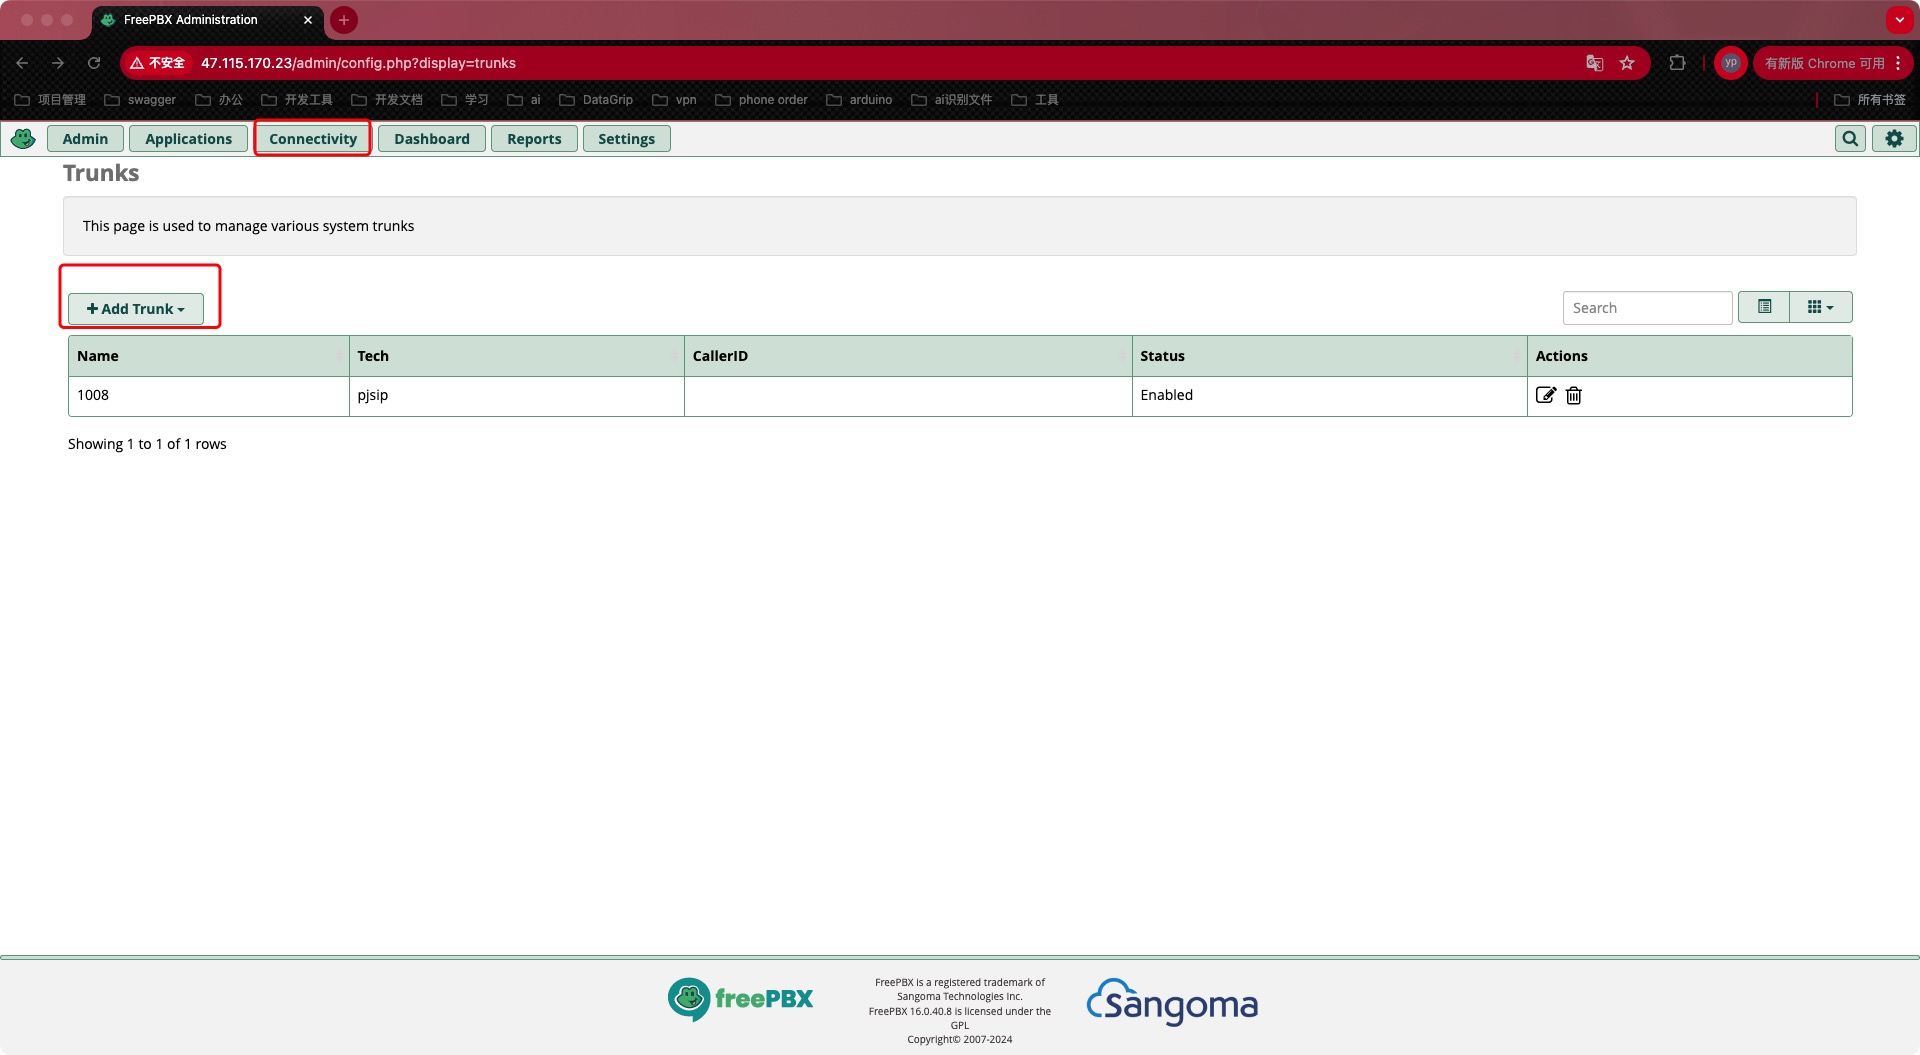 FreePBX Administration
不安全 47.115.170.23/admin/config.php?display=trunks
yp
有新版 Chrome 可用
项目管理 swagger 办公 开发工具 开发文档 学习 ai DataGrip vpn phone order arduino ai识别文件 工具 所有书签
Admin Applications Connectivity Dashboard Reports Settings
Trunks
This page is used to manage various system trunks
Add Trunk
Search
Name Tech CallerID Status Actions
1008 pjsip Enabled
Showing 1 to 1 of 1 rows
freePBX
FreePBX is a registered trademark of
Sangoma Technologies Inc.
FreePBX 16.0.40.8 is licensed under the
GPL
Copyright© 2007-2024
Sangoma